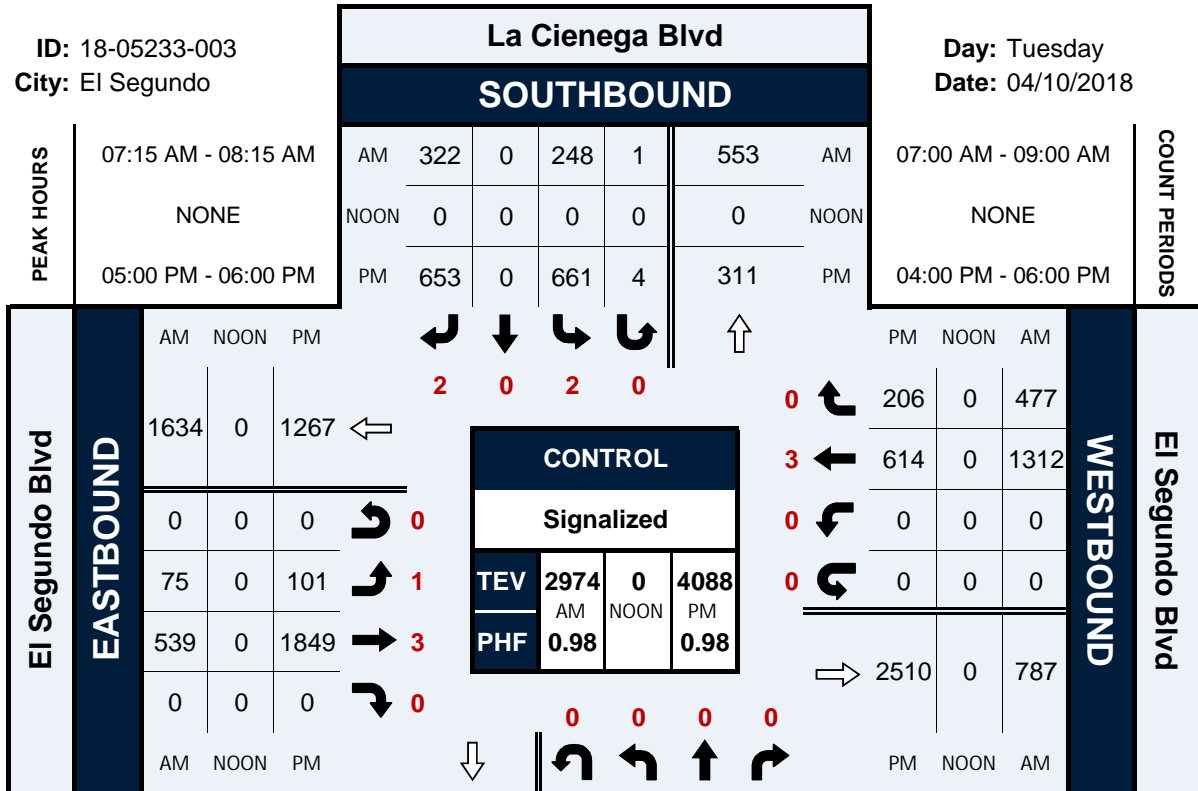 La Cienega Blvd
ID: 18-05233-003
Day: Tuesday
City: El Segundo
Date: 04/10/2018
SOUTHBOUND
PEAK HOURS
07:15 AM - 08:15 AM
AM 322 0 248 1 553 AM
07:00 AM - 09:00 AM
COUNT PERIODS
NONE
NOON 0 0 0 0 0 NOON
NONE
05:00 PM - 06:00 PM
PM 653 0 661 4 311 PM
04:00 PM - 06:00 PM
AM NOON PM
PM NOON AM
2 0 2 0
0 206 0 477
1634 0 1267
3 614 0 1312
El Segundo Blvd
EASTBOUND
CONTROL
WESTBOUND
El Segundo Blvd
0 0 0 0
Signalized
0 0 0 0
75 0 101 1
TEV 2974 0 4088
0 0 0 0
AM NOON PM
539 0 1849 3
PHF 0.98 0.98
2510 0 787
0 0 0 0
0 0 0 0
AM NOON PM
PM NOON AM